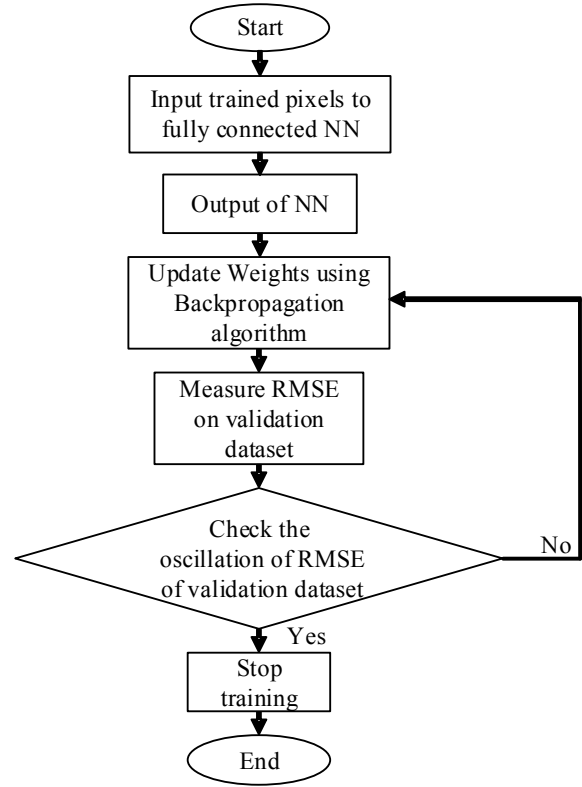 Start
Input trained pixels to
fully connected NN
Output of NN
Update Weights using
Backpropagation
algorithm
Measure RMSE
on validation
dataset
Check the
oscillation of RMSE
of validation dataset
No
Yes
Stop
training
End